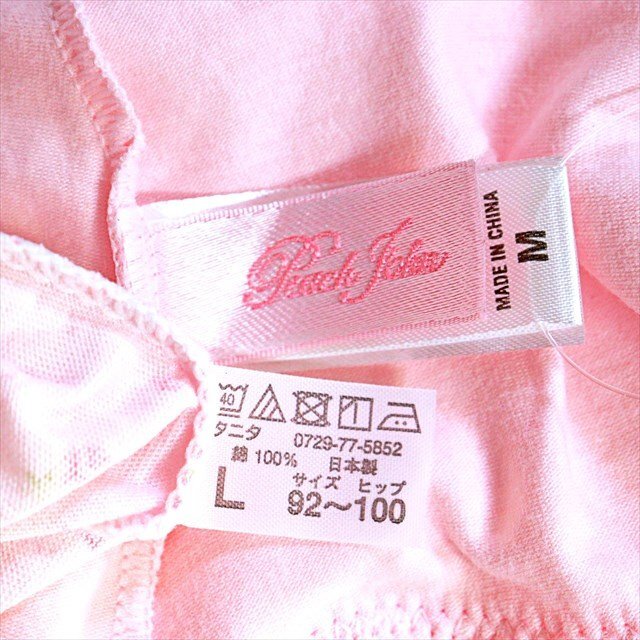 Peach John
MADE IN CHINA
M
40
タニタ 0729-77-5852
綿 100% 日本製
サイズ ヒップ
L 92～100